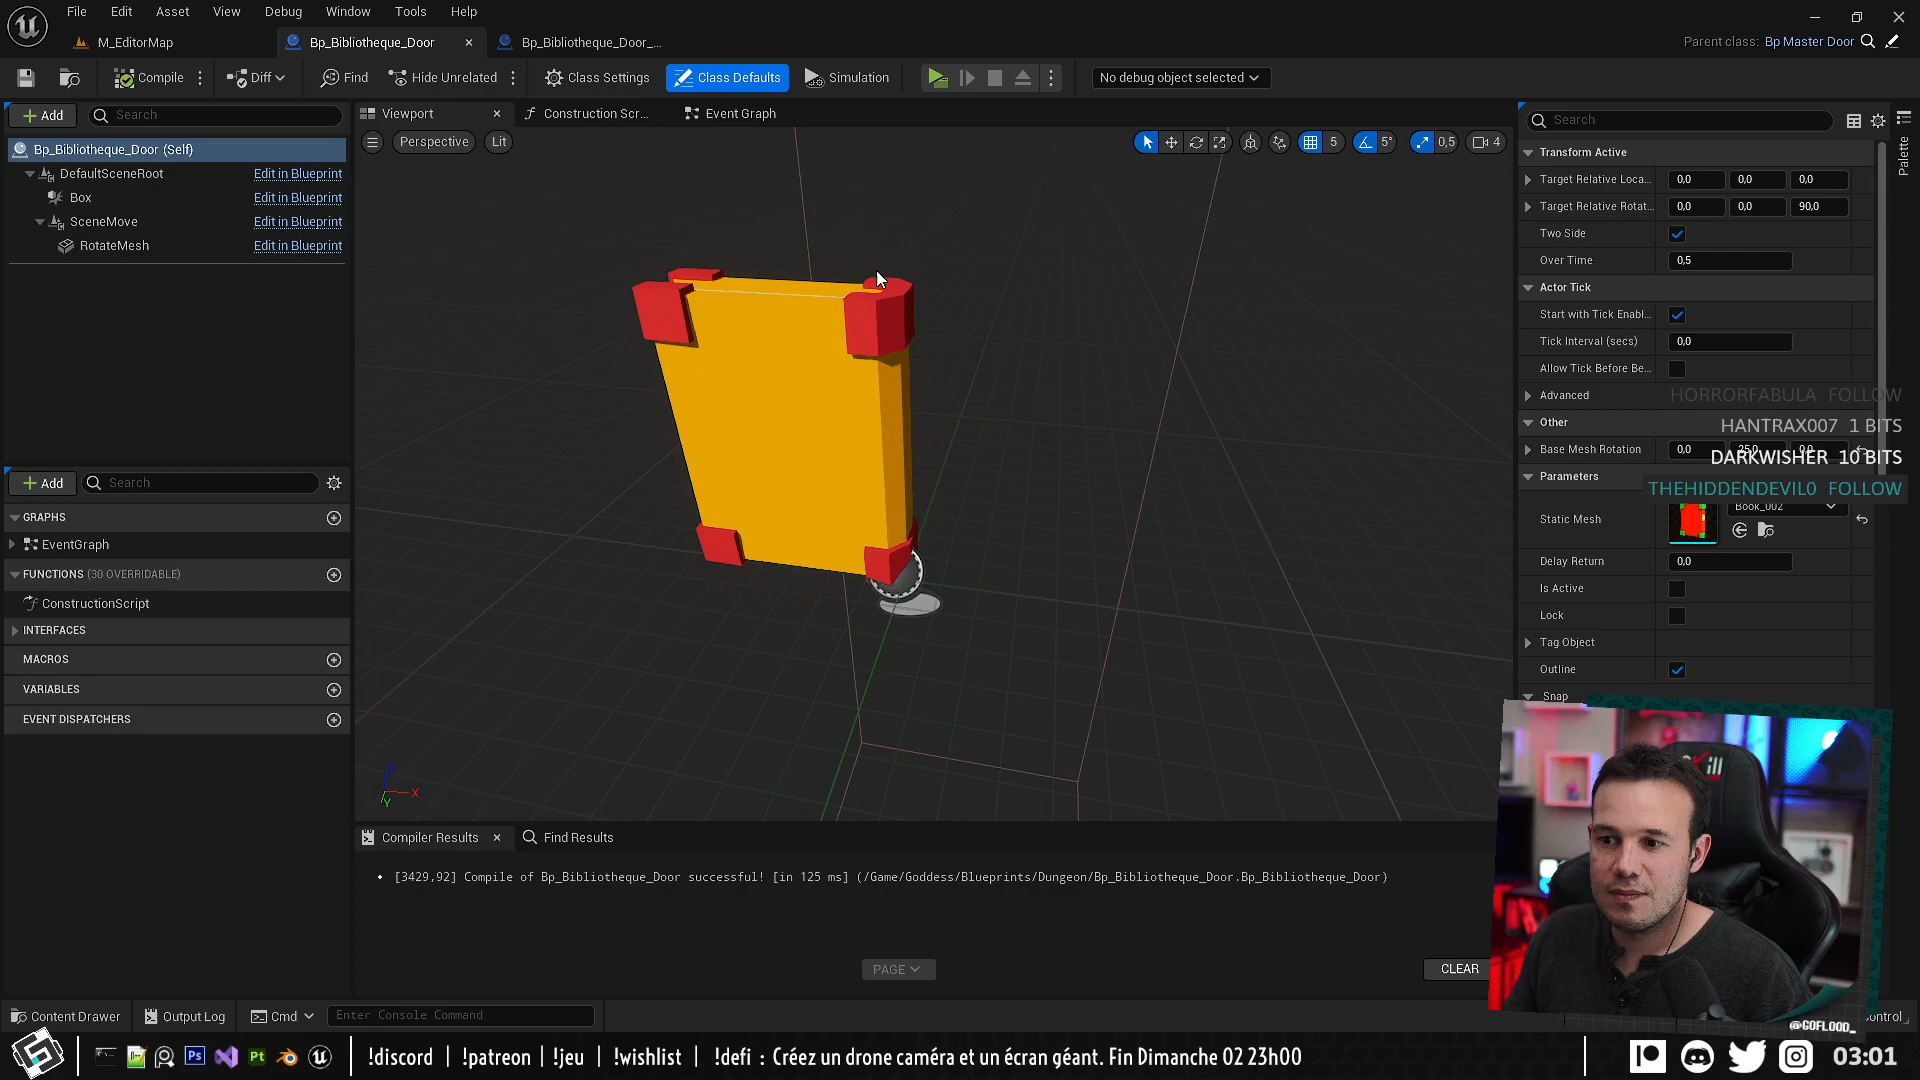 File Edit Asset View Debug Window Tools Help
M_EditorMap
Bp_Bibliotheque_Door
Bp_Bibliotheque_Door_...
Parent class: Bp Master Door
Compile
Diff
Find
Hide Unrelated
Class Settings
Class Defaults
Simulation
No debug object selected
Add
Search
Viewport
Construction Scr...
Event Graph
Search
Palette
Perspective
Lit
5
5°
0,5
4
Bp_Bibliotheque_Door (Self)
DefaultSceneRoot Edit in Blueprint
Box Edit in Blueprint
SceneMove Edit in Blueprint
RotateMesh Edit in Blueprint
Add
Search
GRAPHS
EventGraph
FUNCTIONS (30 OVERRIDABLE)
ConstructionScript
INTERFACES
MACROS
VARIABLES
EVENT DISPATCHERS
Z
X
Y
Transform Active
Target Relative Loca... 0,0 0,0 0,0
Target Relative Rotat... 0,0 0,0 90,0
Two Side
Over Time 0,5
Actor Tick
Start with Tick Enabl...
Tick Interval (secs) 0,0
Allow Tick Before Be...
Advanced
HORRORFABULA FOLLOW
Other
HANTRAX007 1 BITS
Base Mesh Rotation 0,0 25,0 0,0
DARKWISHER 10 BITS
Parameters
THEHIDDENDEVIL0 FOLLOW
Static Mesh Book_002
Delay Return 0,0
Is Active
Lock
Tag Object
Outline
Snap
Compiler Results
Find Results
[3429,92] Compile of Bp_Bibliotheque_Door successful! [in 125 ms] (/Game/Goddess/Blueprints/Dungeon/Bp_Bibliotheque_Door.Bp_Bibliotheque_Door)
PAGE
CLEAR
Content Drawer
Output Log
Cmd
Enter Console Command
@GOFLOOD_
Ps
Pt
!discord | !patreon | !jeu | !wishlist | !defi : Créez un drone caméra et un écran géant. Fin Dimanche 02 23h00
03:01